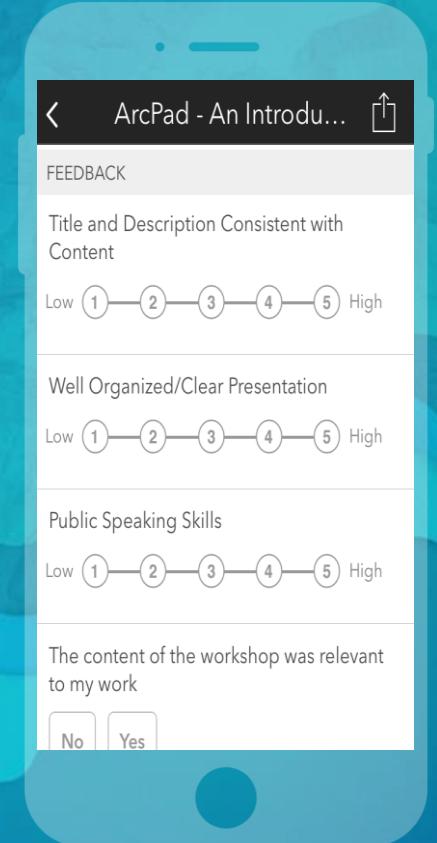 ArcPad - An Introdu...
FEEDBACK
Title and Description Consistent with
Content
Low 1 2 3 4 5 High
Well Organized/Clear Presentation
Low 1 2 3 4 5 High
Public Speaking Skills
Low 1 2 3 4 5 High
The content of the workshop was relevant
to my work
No Yes